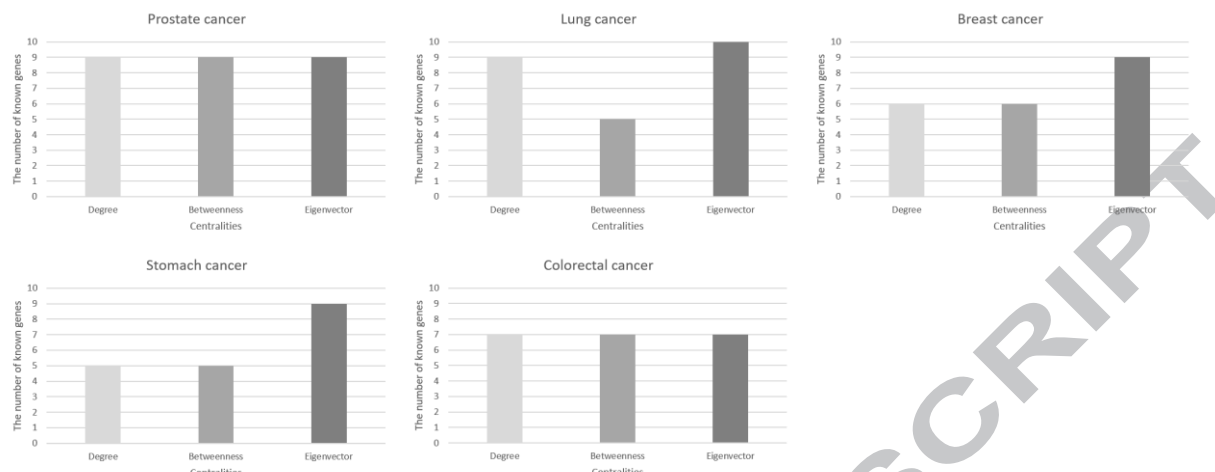 Prostate cancer
The number of known genes
10
9
8
7
6
5
4
3
2
1
0
Degree Betweenness Eigenvector
Centralities
Lung cancer
The number of known genes
10
9
8
7
6
5
4
3
2
1
0
Degree Betweenness Eigenvector
Centralities
Breast cancer
The number of known genes
10
9
8
7
6
5
4
3
2
1
0
Degree Betweenness Eigenvector
Centralities
Stomach cancer
The number of known genes
10
9
8
7
6
5
4
3
2
1
0
Degree Betweenness Eigenvector
Centralities
Colorectal cancer
The number of known genes
10
9
8
7
6
5
4
3
2
1
0
Degree Betweenness Eigenvector
Centralities
SCRIPT